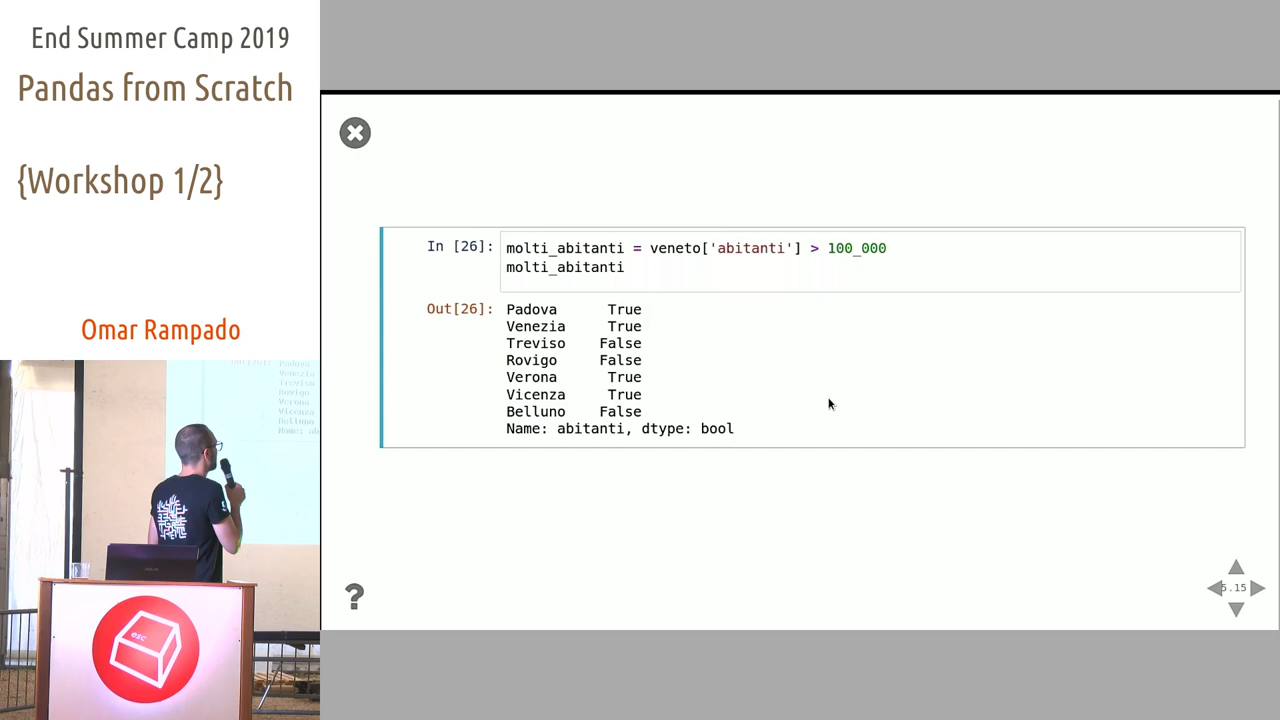 End Summer Camp 2019
Pandas from Scratch
{Workshop 1/2}
Omar Rampado
In [26]: molti_abitanti = veneto['abitanti'] > 100_000
molti_abitanti
Out[26]: Padova True
Venezia True
Treviso False
Rovigo False
Verona True
Vicenza True
Belluno False
Name: abitanti, dtype: bool
?
5.15
esc